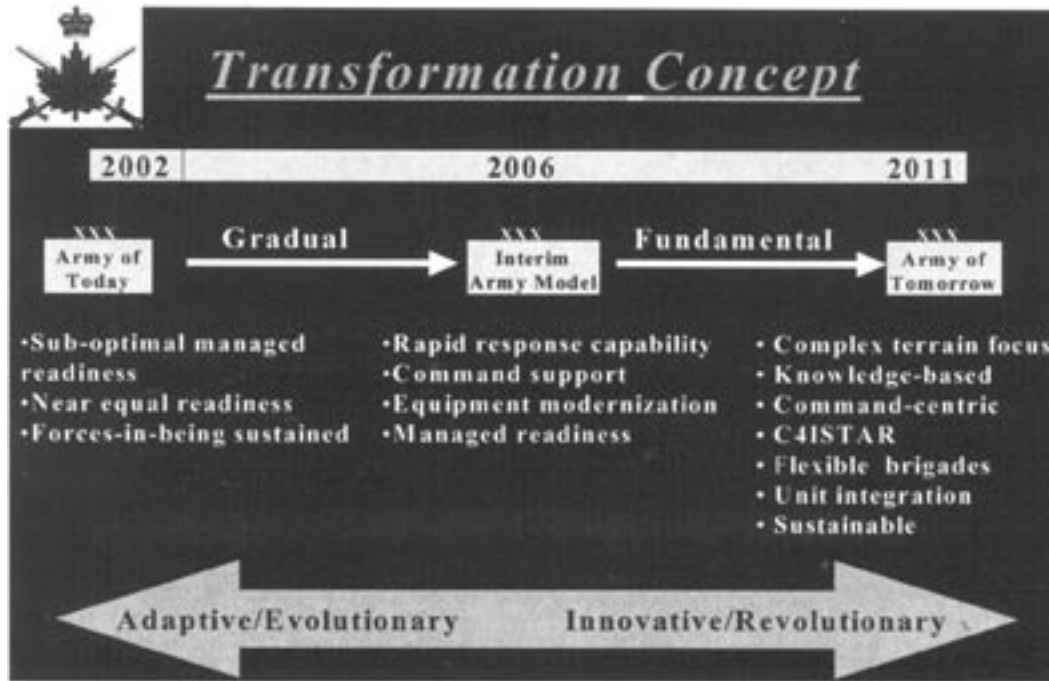 Transformation Concept
2002 2006 2011
XXX
Army of
Today
Gradual
XXX
Interim
Army Model
Fundamental
XXX
Army of
Tomorrow
•Sub-optimal managed
readiness
•Near equal readiness
•Forces-in-being sustained
•Rapid response capability
•Command support
•Equipment modernization
•Managed readiness
• Complex terrain focus
• Knowledge-based
• Command-centric
• C4ISTAR
• Flexible brigades
• Unit integration
• Sustainable
Adaptive/Evolutionary
Innovative/Revolutionary